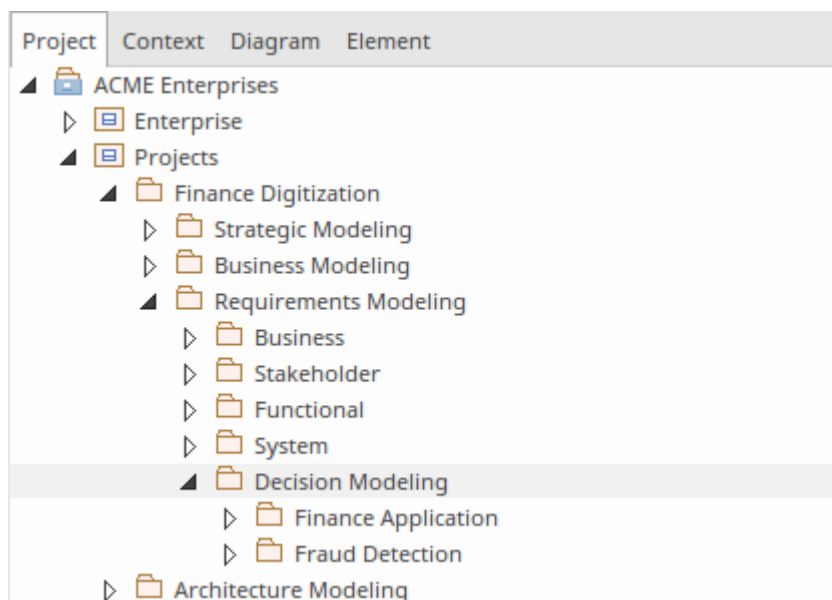 Project Context Diagram Element
ACME Enterprises
Enterprise
Projects
Finance Digitization
Strategic Modeling
Business Modeling
Requirements Modeling
Business
Stakeholder
Functional
System
Decision Modeling
Finance Application
Fraud Detection
Architecture Modeling